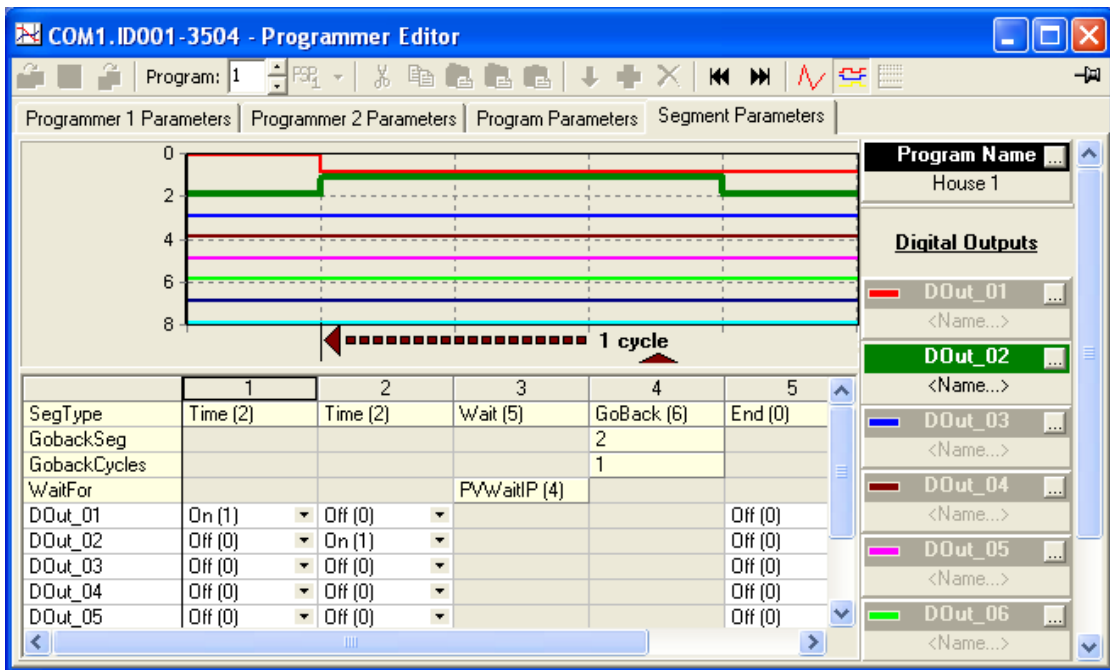 COM1.ID001-3504 - Programmer Editor
Program: 1 PSP1
Programmer 1 Parameters Programmer 2 Parameters Program Parameters Segment Parameters
0
2
4
6
8
1 cycle
Program Name ...
House 1
Digital Outputs
DOut_01 ...
<Name...>
DOut_02 ...
<Name...>
DOut_03 ...
<Name...>
DOut_04 ...
<Name...>
DOut_05 ...
<Name...>
DOut_06 ...
<Name...>
1 2 3 4 5
SegType Time (2) Time (2) Wait (5) GoBack (6) End (0)
GobackSeg 2
GobackCycles 1
WaitFor PVWaitIP (4)
DOut_01 On (1) Off (0) Off (0)
DOut_02 Off (0) On (1) Off (0)
DOut_03 Off (0) Off (0) Off (0)
DOut_04 Off (0) Off (0) Off (0)
DOut_05 Off (0) Off (0) Off (0)